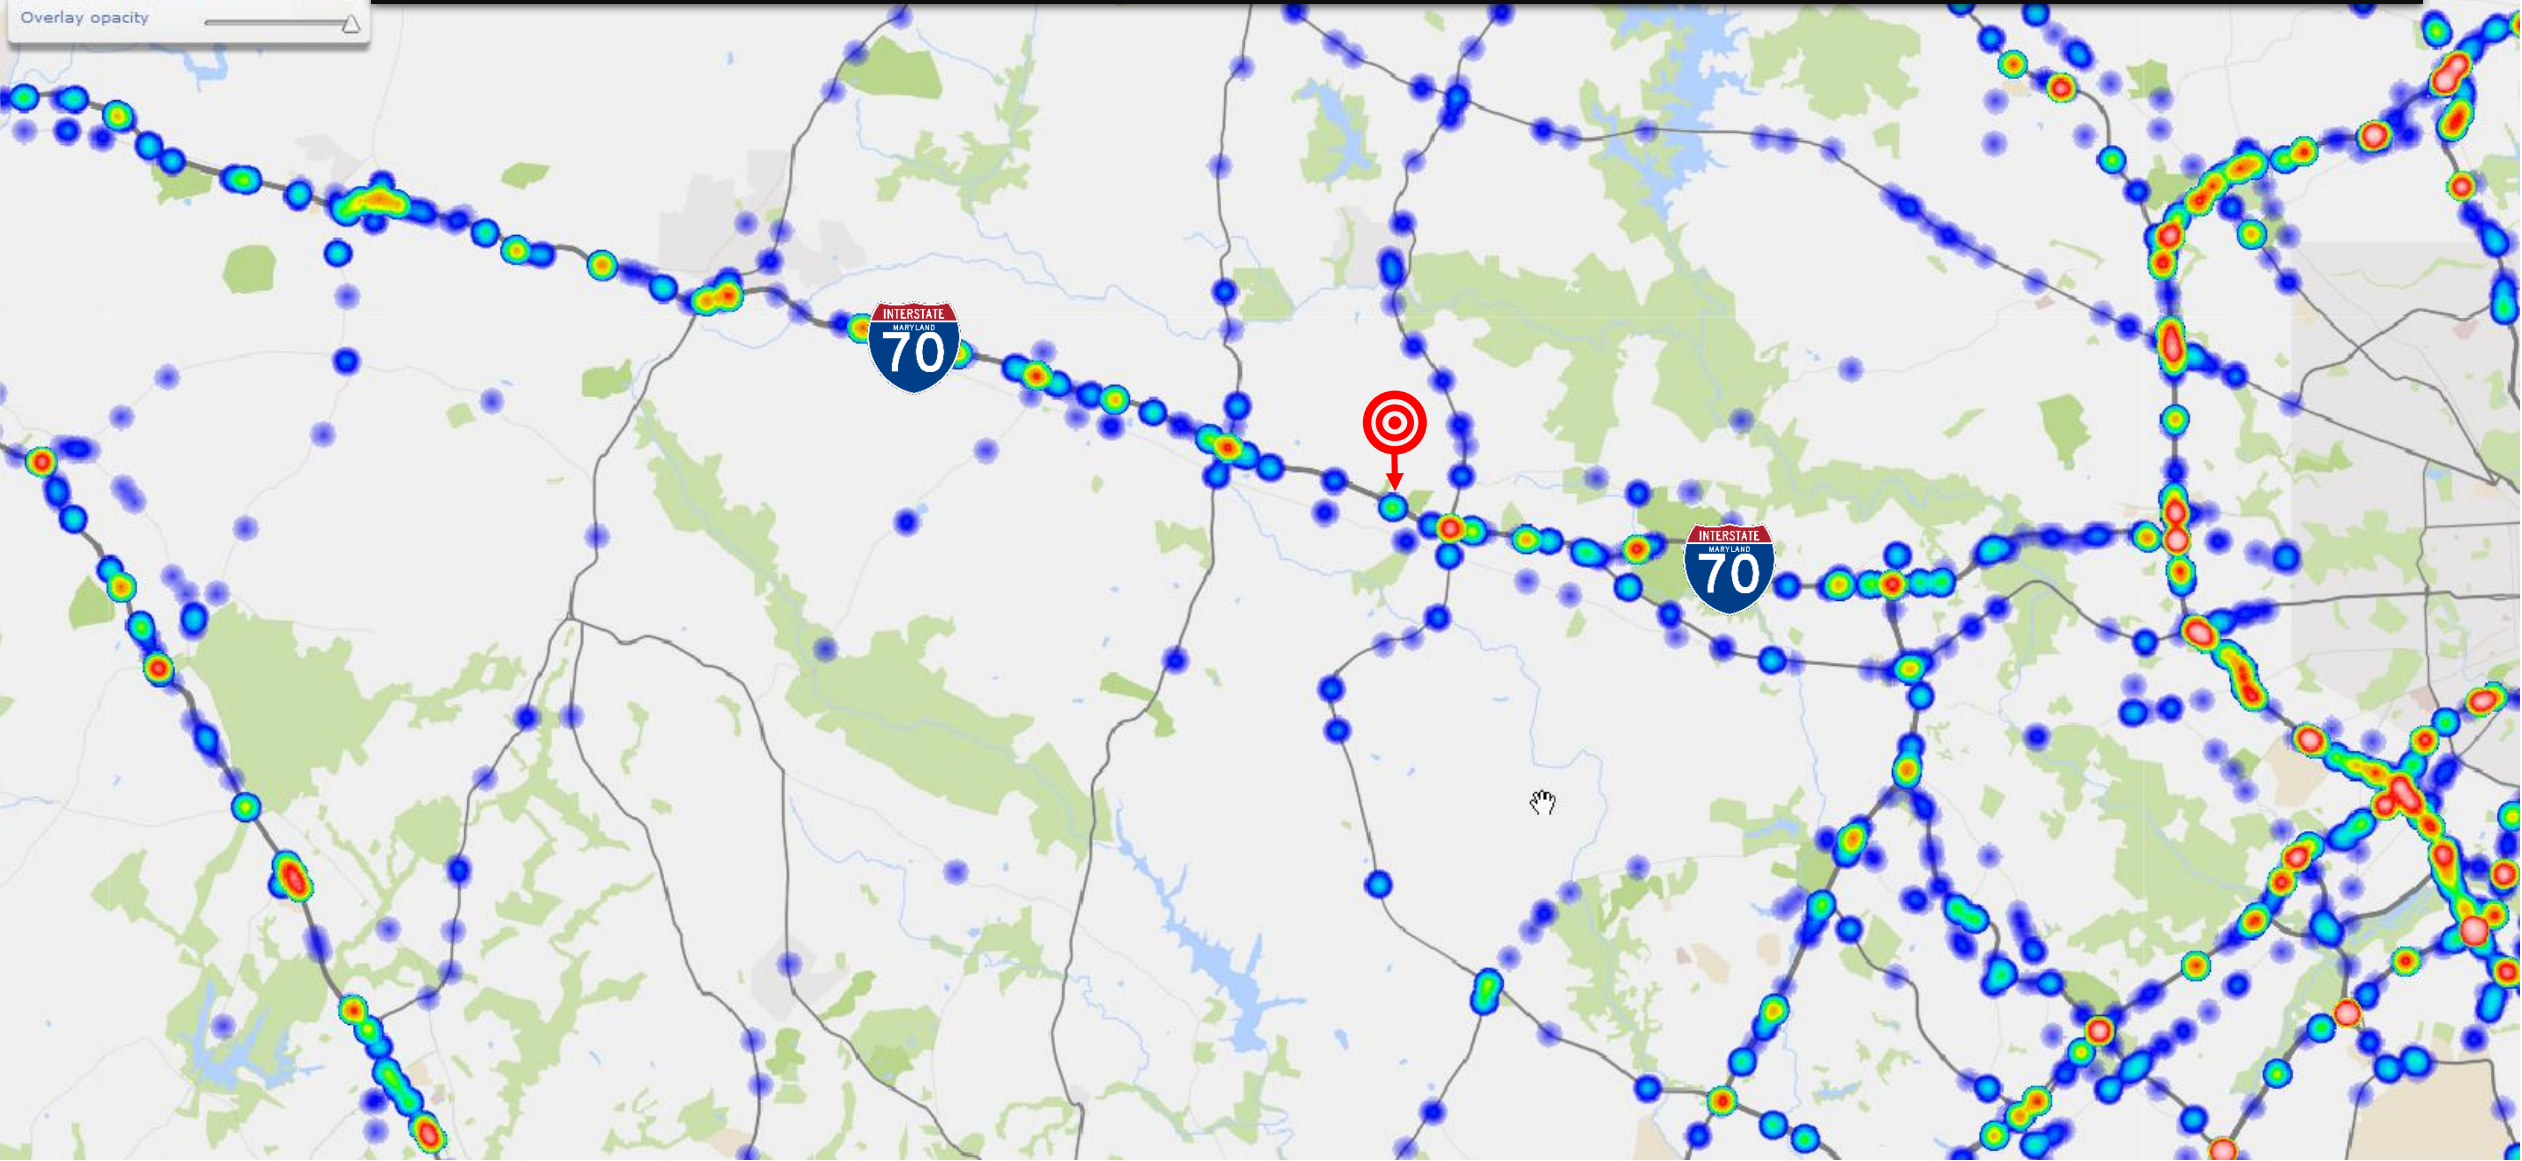 Overlay opacity
INTERSTATE
MARYLAND
70
INTERSTATE
MARYLAND
70